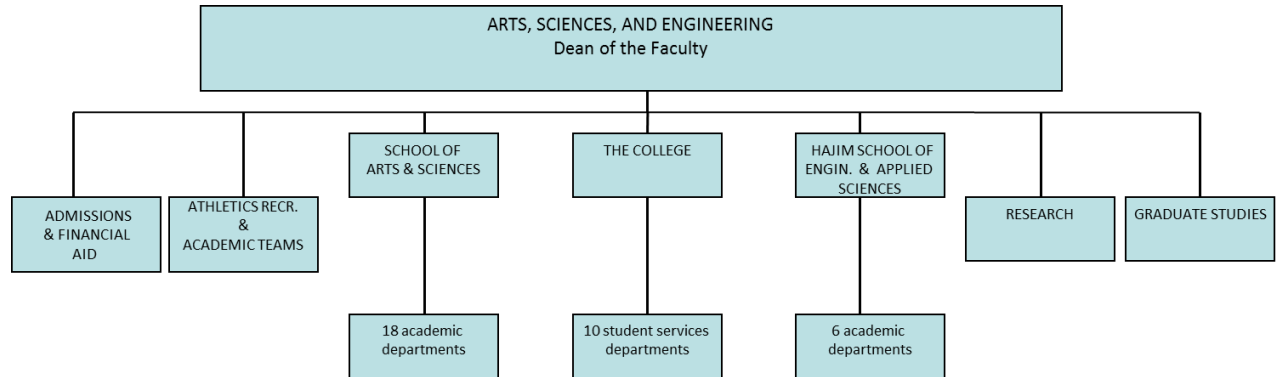 ARTS, SCIENCES, AND ENGINEERING
Dean of the Faculty
SCHOOL OF
ARTS & SCIENCES
THE COLLEGE
HAJIM SCHOOL OF
ENGIN. & APPLIED
SCIENCES
ADMISSIONS
& FINANCIAL
AID
ATHLETICS RECR.
&
ACADEMIC TEAMS
RESEARCH
GRADUATE STUDIES
18 academic
departments
10 student services
departments
6 academic
departments